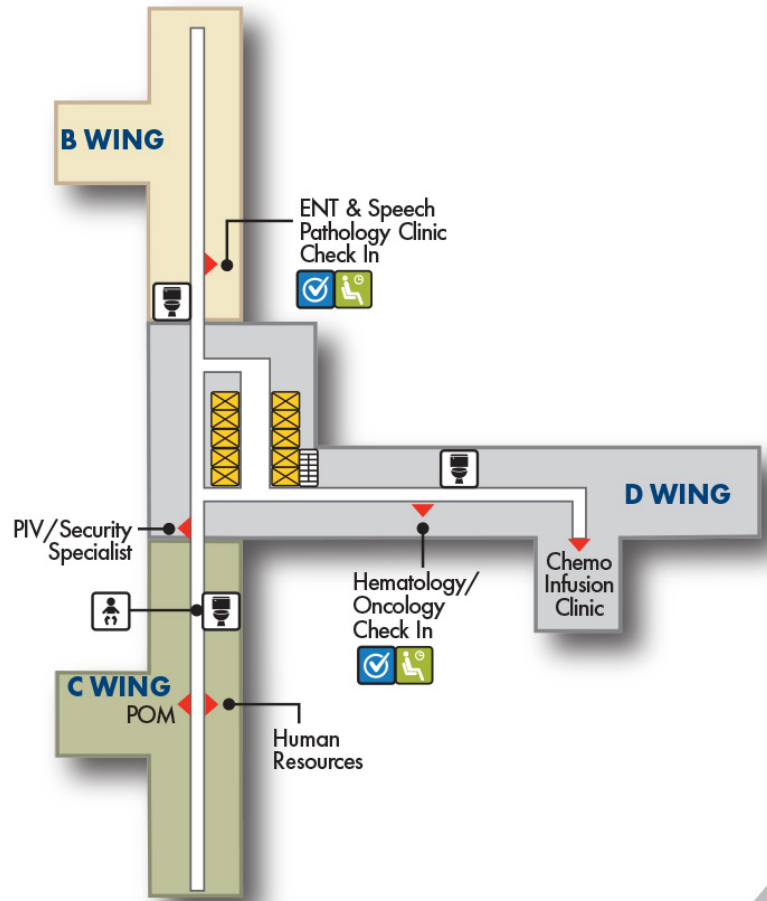 B WING
ENT & Speech
Pathology Clinic
Check In
D WING
PIV/Security
Specialist
Hematology/
Oncology
Check In
Chemo
Infusion
Clinic
C WING
POM
Human
Resources